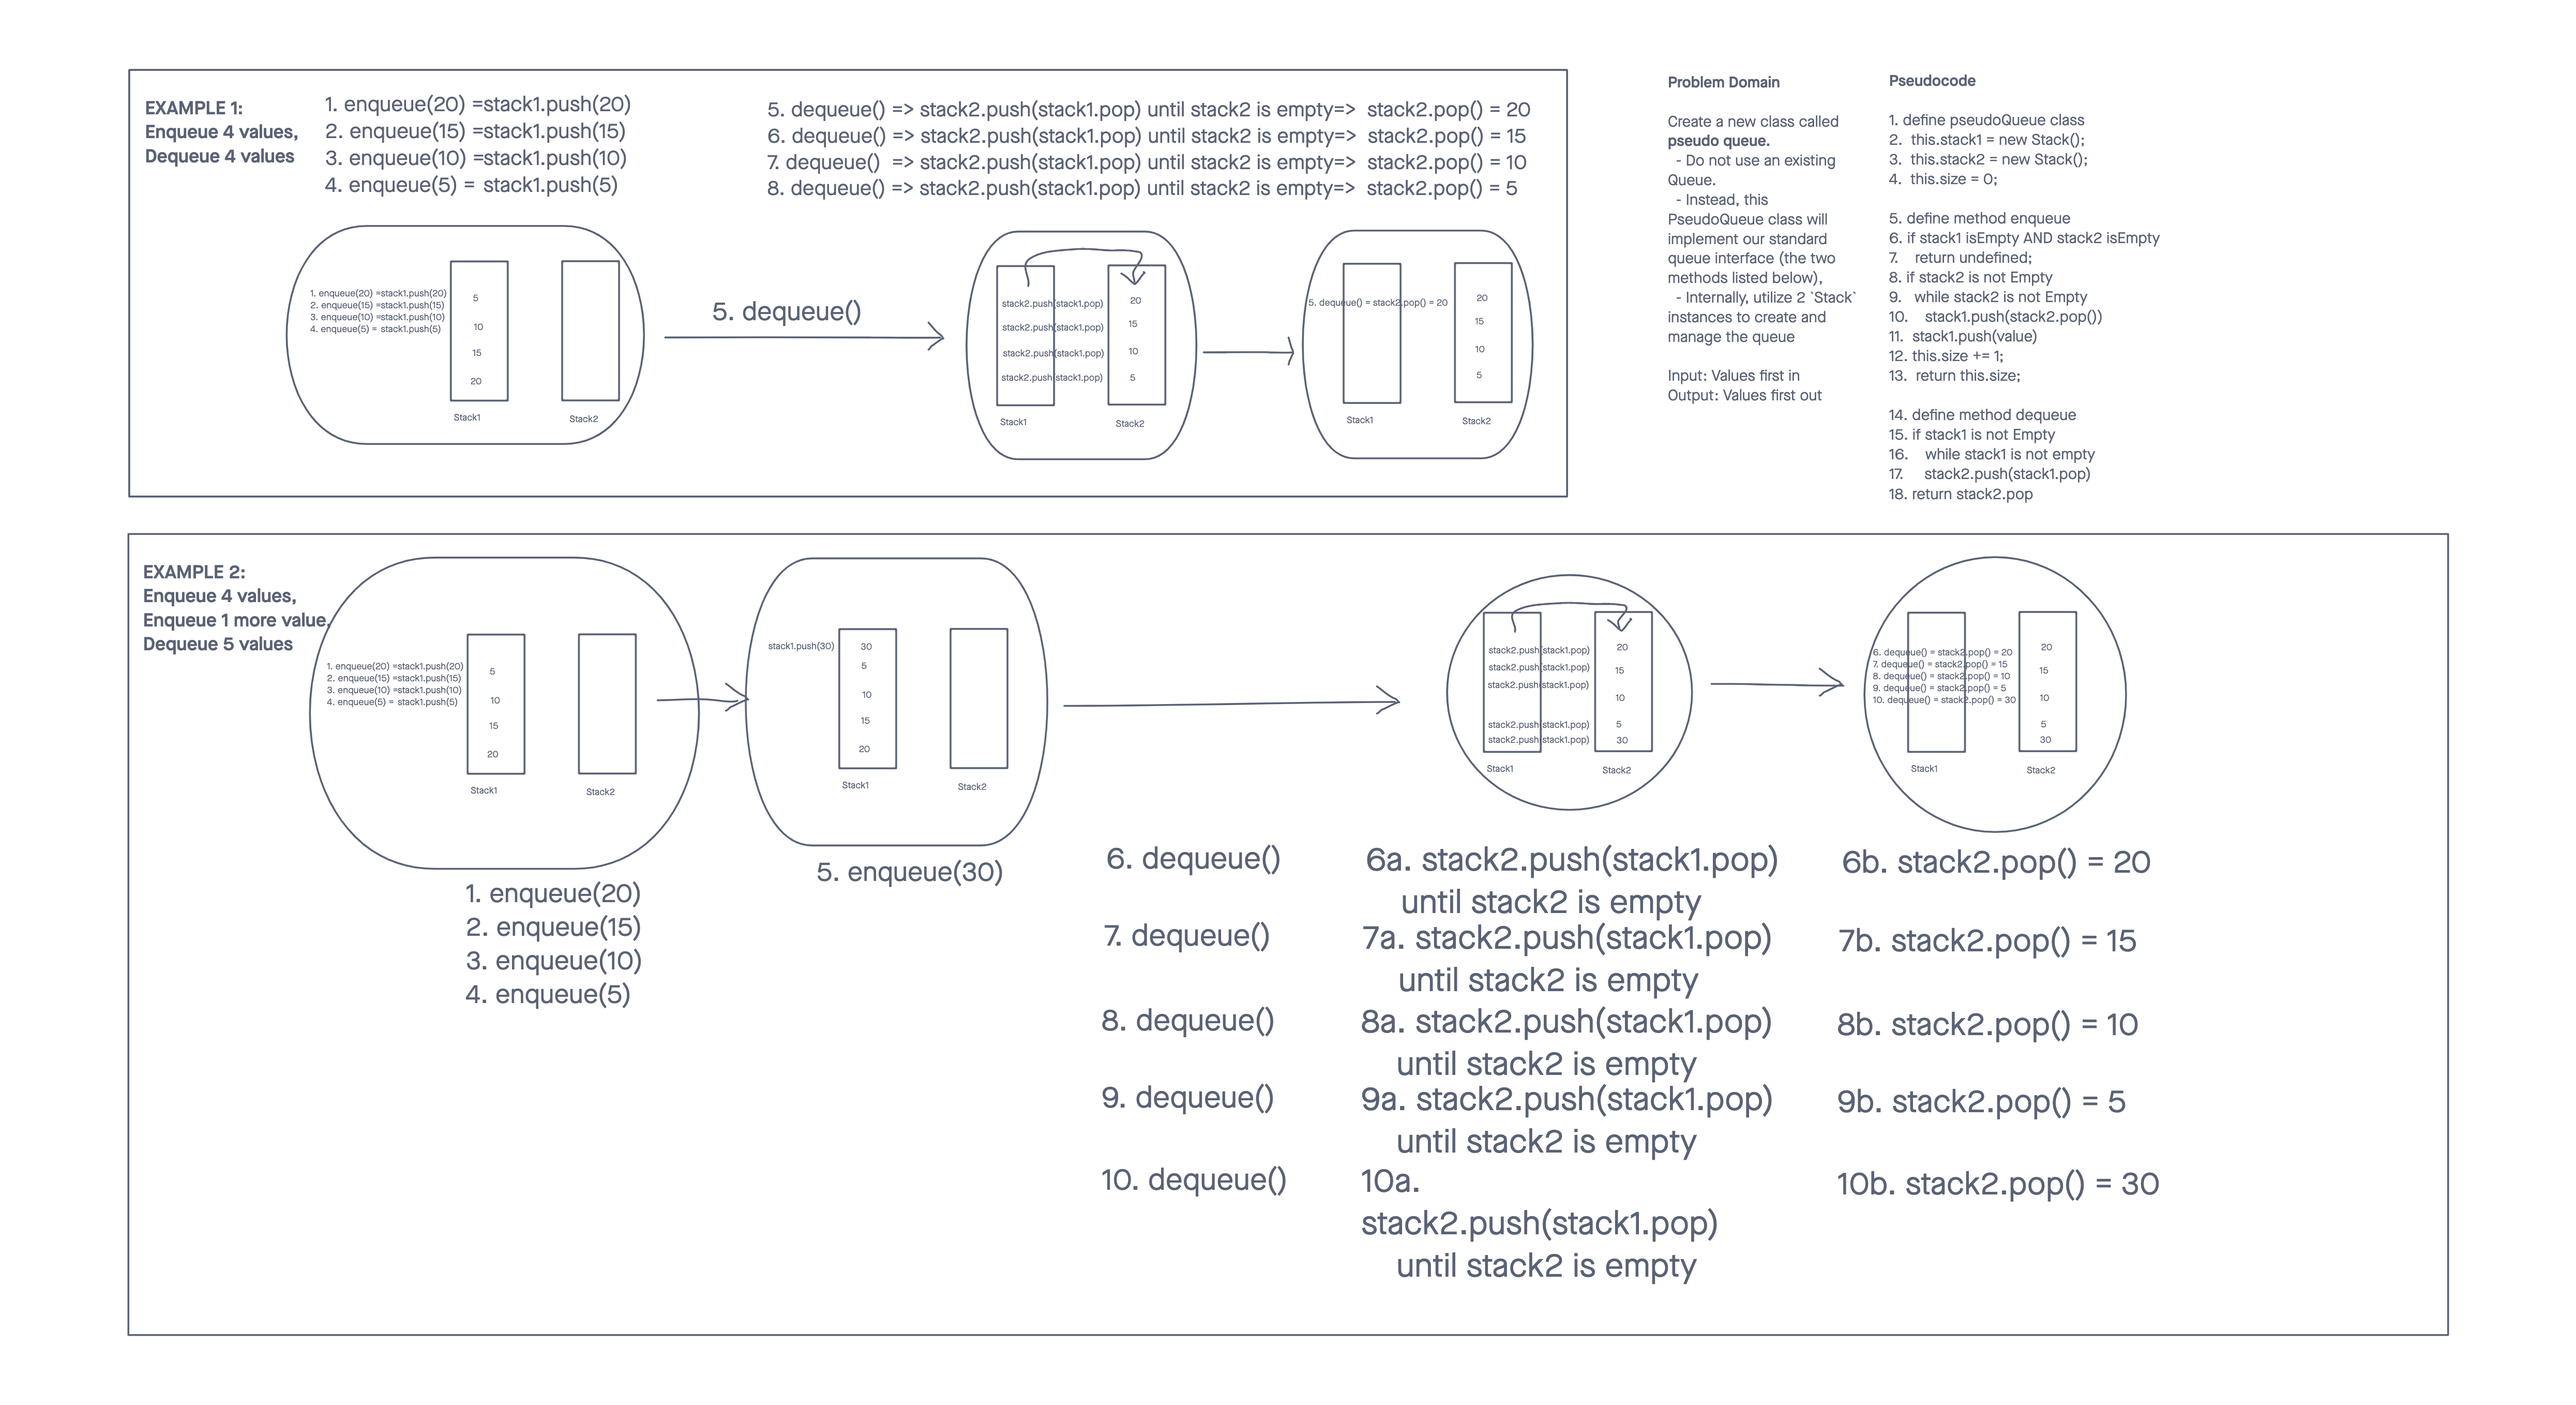 EXAMPLE 1:
Enqueue 4 values,
Dequeue 4 values
1. enqueue(20) =stack1.push(20)
2. enqueue(15) =stack1.push(15)
3. enqueue(10) =stack1.push(10)
4. enqueue(5) = stack1.push(5)
5. dequeue() => stack2.push(stack1.pop) until stack2 is empty=> stack2.pop() = 20
6. dequeue() => stack2.push(stack1.pop) until stack2 is empty=> stack2.pop() = 15
7. dequeue() => stack2.push(stack1.pop) until stack2 is empty=> stack2.pop() = 10
8. dequeue() => stack2.push(stack1.pop) until stack2 is empty=> stack2.pop() = 5
1. enqueue(20) =stack1.push(20)
2. enqueue(15) =stack1.push(15)
3. enqueue(10) =stack1.push(10)
4. enqueue(5) = stack1.push(5)
5
10
15
20
Stack1
Stack2
5. dequeue()
stack2.push(stack1.pop)
stack2.push(stack1.pop)
stack2.push(stack1.pop)
stack2.push(stack1.pop)
20
15
10
5
Stack1
Stack2
5. dequeue() = stack2.pop() = 20
20
15
10
5
Stack1
Stack2
Problem Domain
Create a new class called
pseudo queue.
- Do not use an existing
Queue.
- Instead, this
PseudoQueue class will
implement our standard
queue interface (the two
methods listed below),
- Internally, utilize 2 `Stack`
instances to create and
manage the queue
Input: Values first in
Output: Values first out
Pseudocode
1. define pseudoQueue class
2. this.stack1 = new Stack();
3. this.stack2 = new Stack();
4. this.size = 0;
5. define method enqueue
6. if stack1 isEmpty AND stack2 isEmpty
7. return undefined;
8. if stack2 is not Empty
9. while stack2 is not Empty
10. stack1.push(stack2.pop())
11. stack1.push(value)
12. this.size += 1;
13. return this.size;
14. define method dequeue
15. if stack1 is not Empty
16. while stack1 is not empty
17. stack2.push(stack1.pop)
18. return stack2.pop
EXAMPLE 2:
Enqueue 4 values,
Enqueue 1 more value.
Dequeue 5 values
1. enqueue(20) =stack1.push(20)
2. enqueue(15) =stack1.push(15)
3. enqueue(10) =stack1.push(10)
4. enqueue(5) = stack1.push(5)
5
10
15
20
Stack1
Stack2
1. enqueue(20)
2. enqueue(15)
3. enqueue(10)
4. enqueue(5)
stack1.push(30)
30
5
10
15
20
Stack1
Stack2
5. enqueue(30)
stack2.push(stack1.pop)
stack2.push(stack1.pop)
stack2.push(stack1.pop)
stack2.push(stack1.pop)
stack2.push(stack1.pop)
20
15
10
5
30
Stack1
Stack2
6. dequeue() = stack2.pop() = 20
7. dequeue() = stack2.pop() = 15
8. dequeue() = stack2.pop() = 10
9. dequeue() = stack2.pop() = 5
10. dequeue() = stack2.pop() = 30
20
15
10
5
30
Stack1
Stack2
6. dequeue()
6a. stack2.push(stack1.pop)
until stack2 is empty
6b. stack2.pop() = 20
7. dequeue()
7a. stack2.push(stack1.pop)
until stack2 is empty
7b. stack2.pop() = 15
8. dequeue()
8a. stack2.push(stack1.pop)
until stack2 is empty
8b. stack2.pop() = 10
9. dequeue()
9a. stack2.push(stack1.pop)
until stack2 is empty
9b. stack2.pop() = 5
10. dequeue()
10a.
stack2.push(stack1.pop)
until stack2 is empty
10b. stack2.pop() = 30